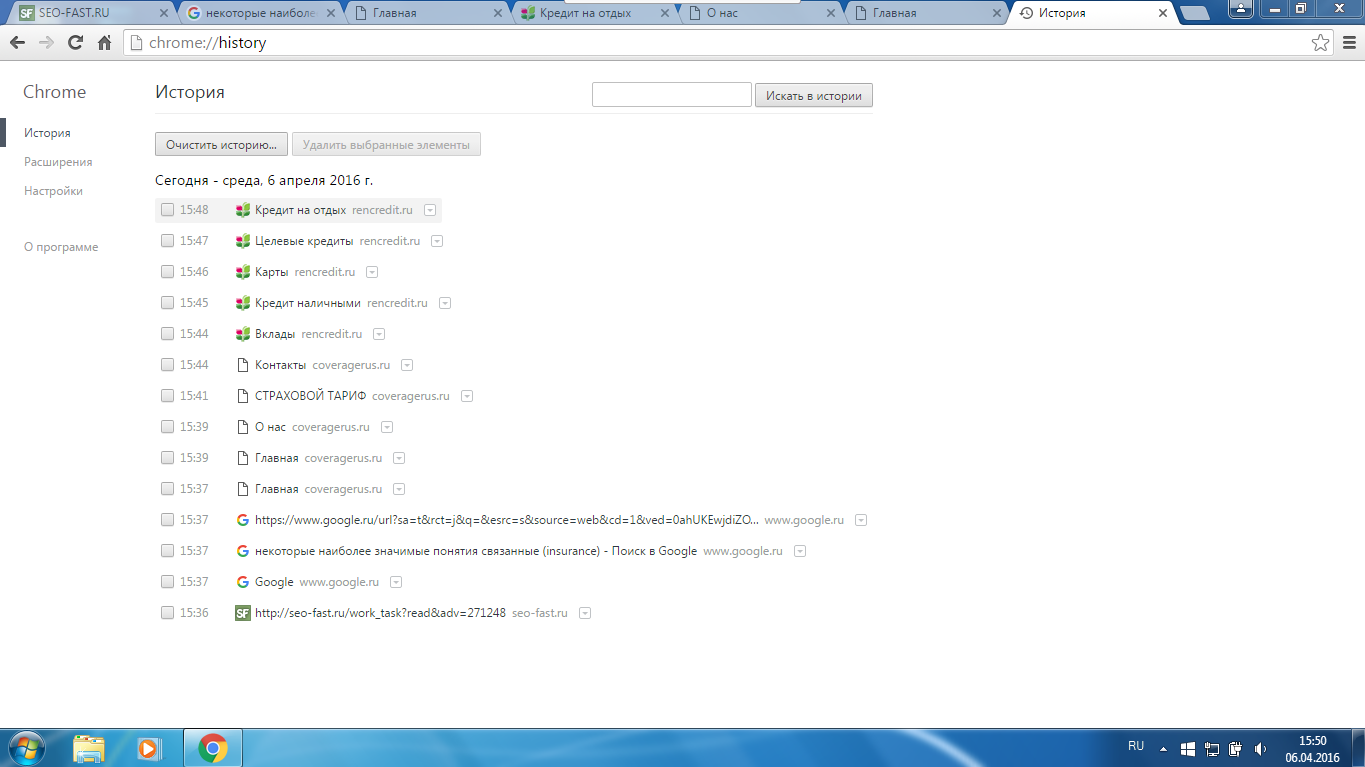 SEO-FAST.RU некоторые наиболе Главная Кредит на отдых О нас Главная История
chrome://history
Chrome
История
Искать в истории
История
Расширения
Настройки
О программе
Очистить историю... Удалить выбранные элементы
Сегодня - среда, 6 апреля 2016 г.
15:48 Кредит на отдых rencredit.ru
15:47 Целевые кредиты rencredit.ru
15:46 Карты rencredit.ru
15:45 Кредит наличными rencredit.ru
15:44 Вклады rencredit.ru
15:44 Контакты coveragerus.ru
15:41 СТРАХОВОЙ ТАРИФ coveragerus.ru
15:39 О нас coveragerus.ru
15:39 Главная coveragerus.ru
15:37 Главная coveragerus.ru
15:37 https://www.google.ru/url?sa=t&rct=j&q=&esrc=s&source=web&cd=1&ved=0ahUKEwjdiZO... www.google.ru
15:37 некоторые наиболее значимые понятия связанные (insurance) - Поиск в Google www.google.ru
15:37 Google www.google.ru
15:36 SF http://seo-fast.ru/work_task?read&adv=271248 seo-fast.ru
RU
15:50
06.04.2016